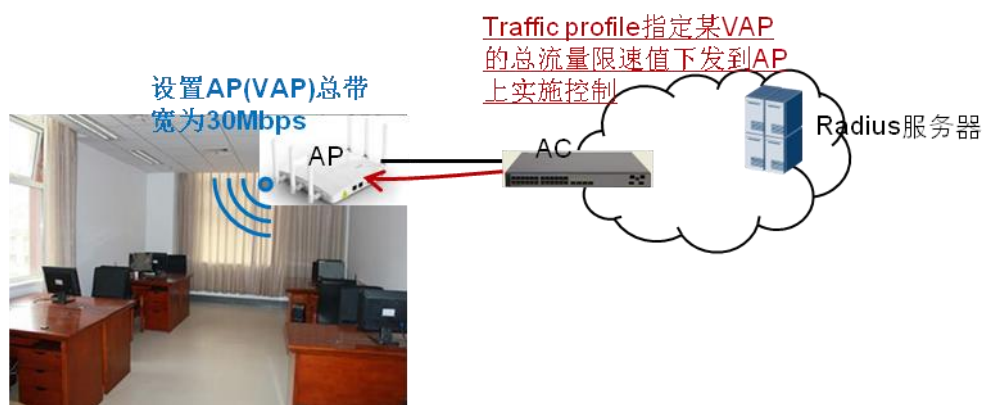 Traffic profile指定某VAP
的总流量限速值下发到AP
上实施控制
设置AP(VAP)总带
宽为30Mbps
AP
AC
Radius服务器